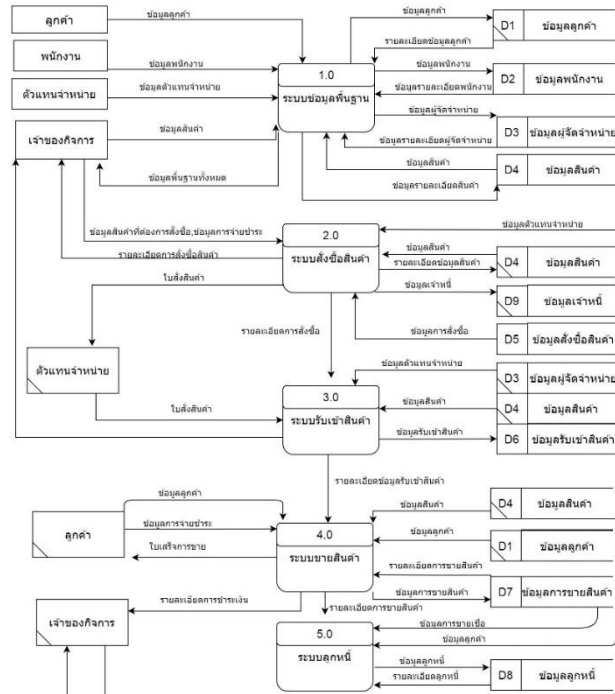 ลูกค้า
ข้อมูลลูกค้า
ข้อมูลลูกค้า
D1 ข้อมูลลูกค้า
รายละเอียดข้อมูลลูกค้า
พนักงาน
ข้อมูลพนักงาน
1.0
ระบบข้อมูลพื้นฐาน
ข้อมูลพนักงาน
D2 ข้อมูลพนักงาน
ข้อมูลรายละเอียดพนักงาน
ตัวแทนจำหน่าย
ข้อมูลตัวแทนจำหน่าย
ข้อมูลผู้จัดจำหน่าย
D3 ข้อมูลผู้จัดจำหน่าย
ข้อมูลรายละเอียดผู้จัดจำหน่าย
เจ้าของกิจการ
ข้อมูลสินค้า
ข้อมูลพื้นฐานทั้งหมด
ข้อมูลสินค้า
D4 ข้อมูลสินค้า
ข้อมูลรายละเอียดสินค้า
ข้อมูลสินค้าที่ต้องการสั่งซื้อ,ข้อมูลการจ่ายชำระ
รายละเอียดการสั่งซื้อสินค้า
ใบสั่งสินค้า
2.0
ระบบสั่งซื้อสินค้า
ข้อมูลตัวแทนจำหน่าย
ข้อมูลสินค้า
รายละเอียดข้อมูลสินค้า
D4 ข้อมูลสินค้า
ข้อมูลเจ้าหนี้
D9 ข้อมูลเจ้าหนี้
ข้อมูลการสั่งซื้อ
D5 ข้อมูลสั่งซื้อสินค้า
รายละเอียดการสั่งซื้อ
ตัวแทนจำหน่าย
ใบสั่งสินค้า
3.0
ระบบรับเข้าสินค้า
ข้อมูลตัวแทนจำหน่าย
D3 ข้อมูลผู้จัดจำหน่าย
ข้อมูลสินค้า
D4 ข้อมูลสินค้า
ข้อมูลรับเข้าสินค้า
D6 ข้อมูลรับเข้าสินค้า
รายละเอียดข้อมูลรับเข้าสินค้า
ลูกค้า
ข้อมูลลูกค้า
ข้อมูลการจ่ายชำระ
ใบเสร็จการขาย
4.0
ระบบขายสินค้า
ข้อมูลสินค้า
D4 ข้อมูลสินค้า
ข้อมูลลูกค้า
D1 ข้อมูลลูกค้า
รายละเอียดการขายสินค้า
ข้อมูลการขายสินค้า
D7 ข้อมูลการขายสินค้า
เจ้าของกิจการ
รายละเอียดการชำระเงิน
รายละเอียดการขายสินค้า
5.0
ระบบลูกหนี้
ข้อมูลการขายเชื่อ
ข้อมูลลูกค้า
ข้อมูลลูกหนี้
รายละเอียดลูกหนี้
D8 ข้อมูลลูกหนี้